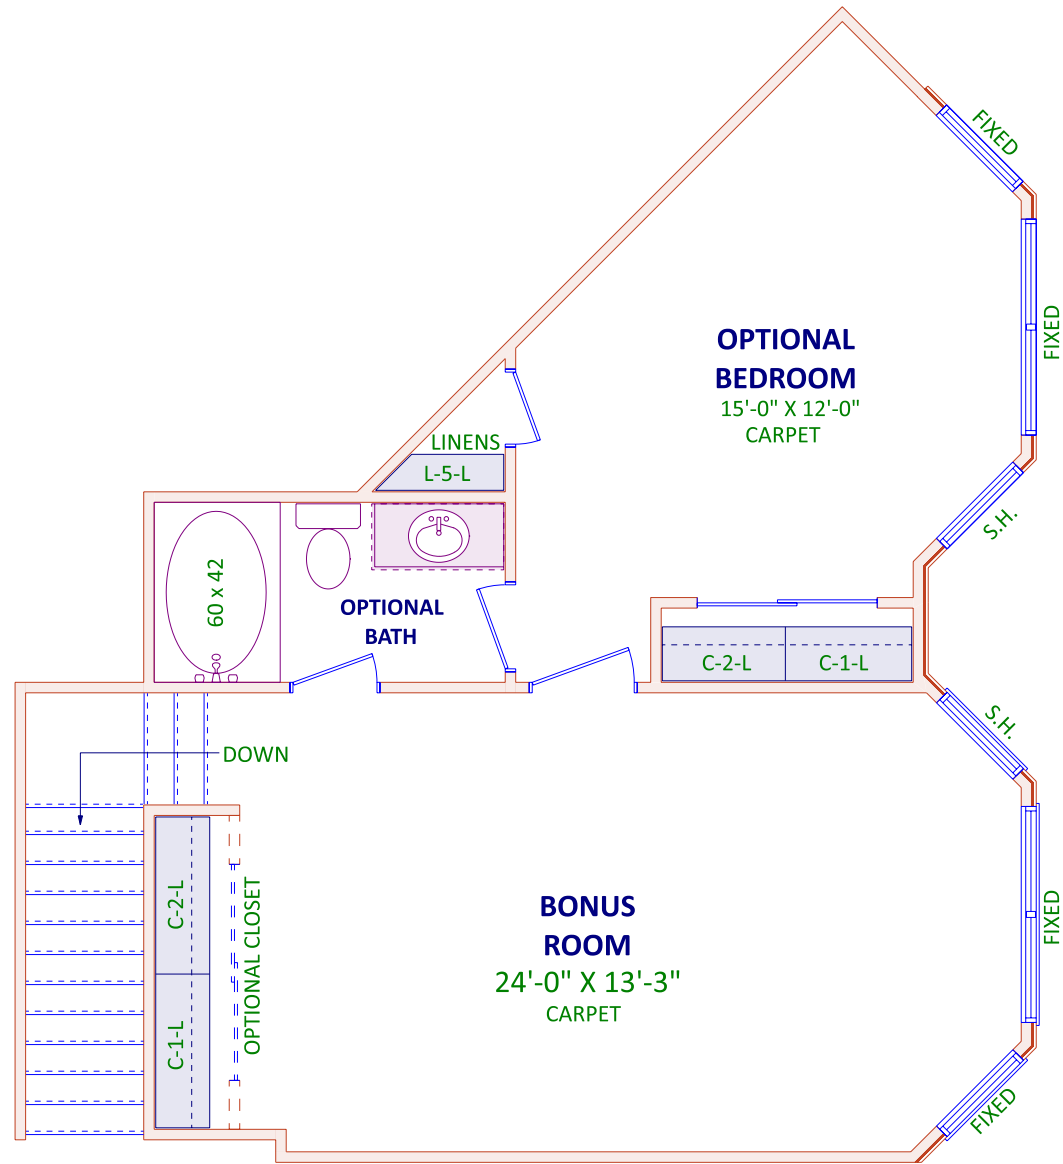 FIXED
FIXED
OPTIONAL
BEDROOM
15'-0" X 12'-0"
CARPET
LINENS
L-5-L
S.H.
60 x 42
OPTIONAL
BATH
C-2-L
C-1-L
S.H.
DOWN
C-2-L
C-1-L
OPTIONAL CLOSET
BONUS
ROOM
24'-0" X 13'-3"
CARPET
FIXED
FIXED